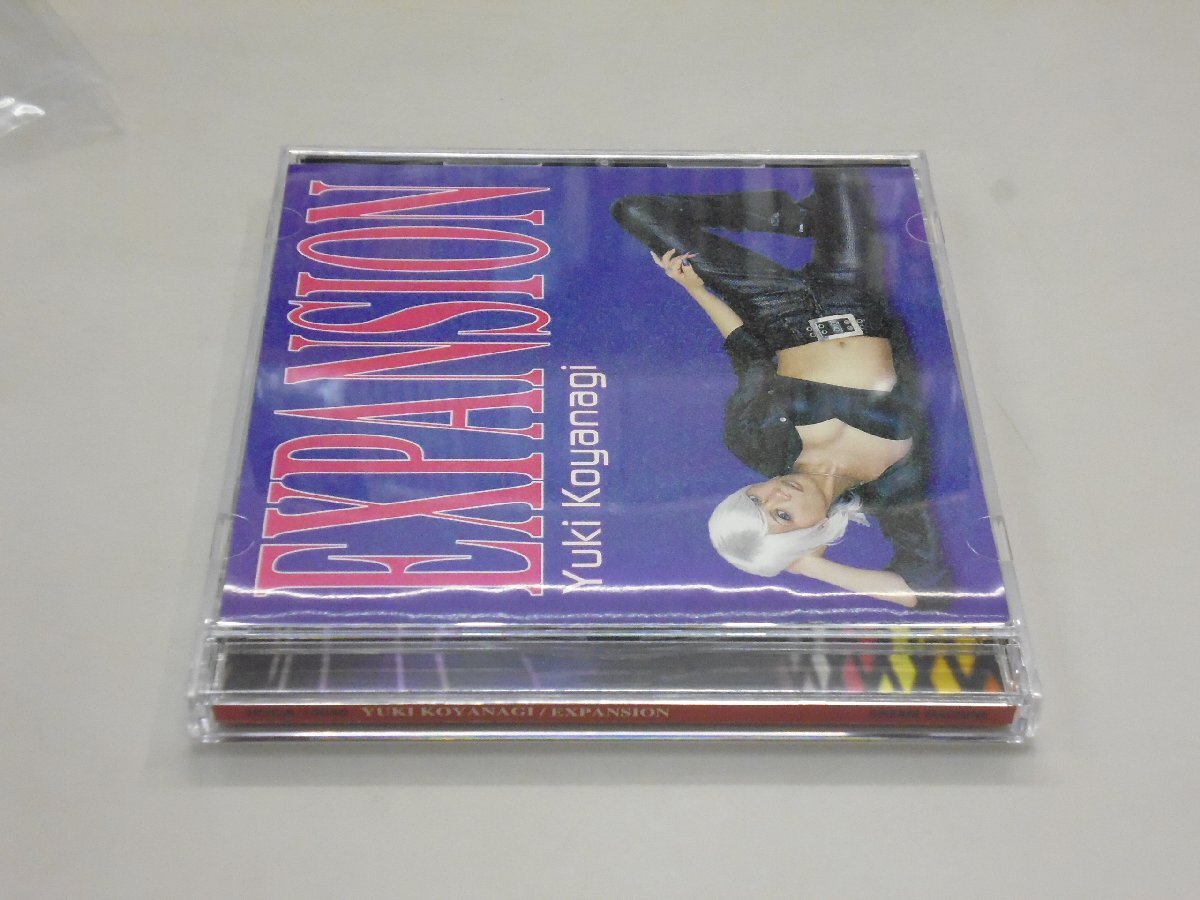 EXPANSION
Yuki Koyanagi
YUKI KOYANAGI / EXPANSION